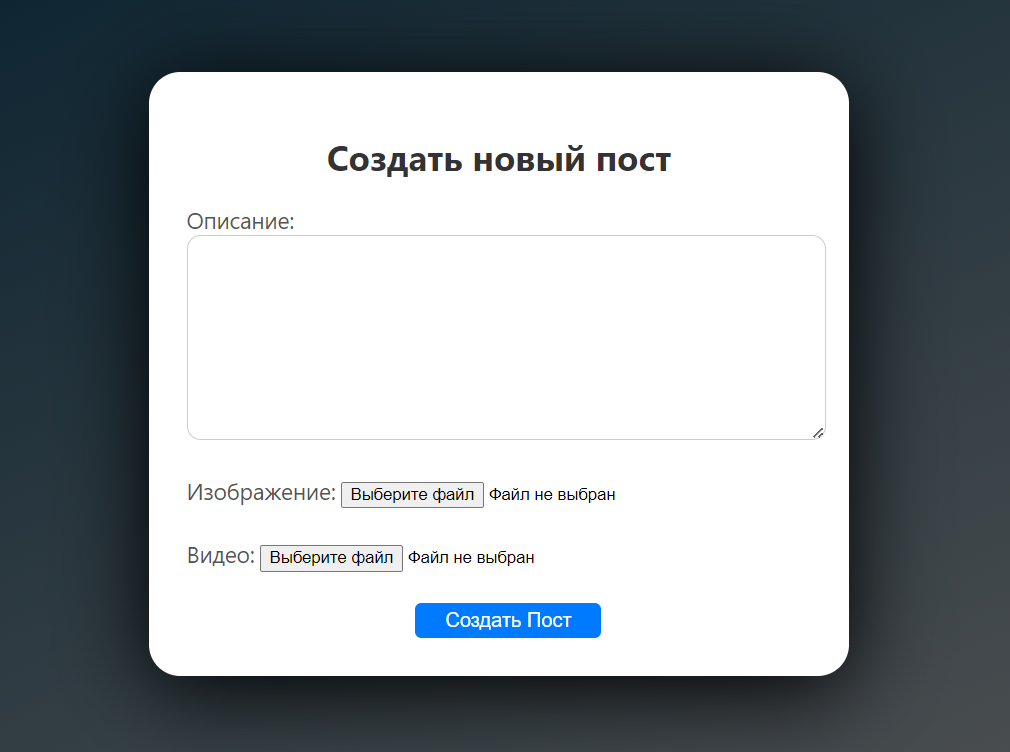 Создать новый пост
Описание:
Изображение: Выберите файл Файл не выбран
Видео: Выберите файл Файл не выбран
Создать Пост